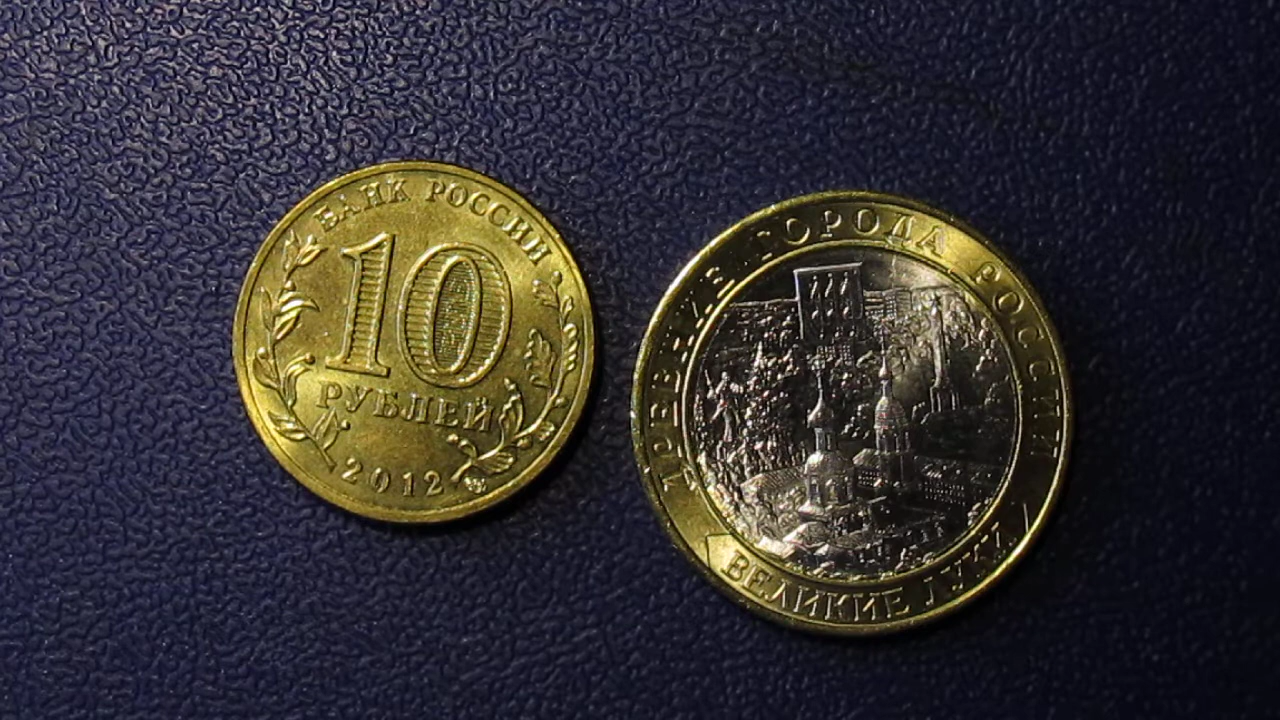 БАНК РОССИИ
10
РУБЛЕЙ
2012
ДРЕВНИЕ ГОРОДА РОССИИ
ВЕЛИКИЕ ЛУКИ